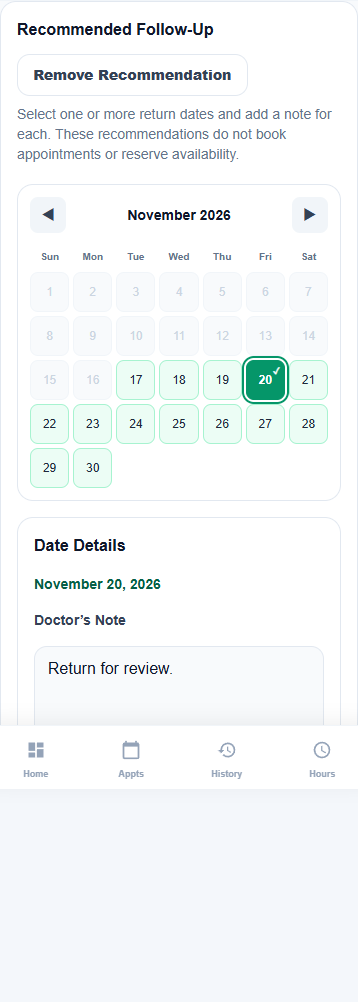 Recommended Follow-Up
Remove Recommendation
Select one or more return dates and add a note for
each. These recommendations do not book
appointments or reserve availability.
◀ November 2026 ▶
Sun Mon Tue Wed Thu Fri Sat
1 2 3 4 5 6 7
8 9 10 11 12 13 14
15 16 17 18 19 20✓ 21
22 23 24 25 26 27 28
29 30
Date Details
November 20, 2026
Doctor’s Note
Return for review.
Home Appts History Hours